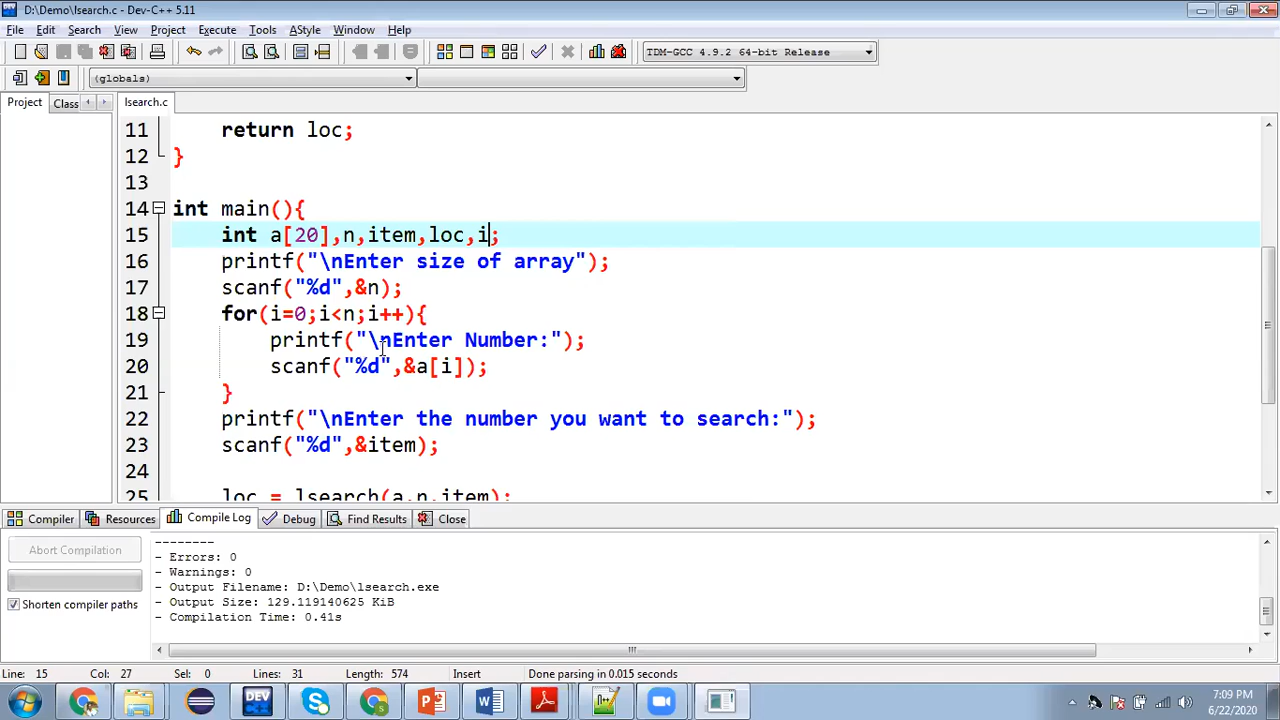 D:\Demo\lsearch.c - Dev-C++ 5.11
File Edit Search View Project Execute Tools AStyle Window Help
TDM-GCC 4.9.2 64-bit Release
(globals)
Project Class lsearch.c
11 return loc;
12 }
13
14 int main(){
15 int a[20],n,item,loc,i;
16 printf("\nEnter size of array");
17 scanf("%d",&n);
18 for(i=0;i<n;i++){
19 printf("\nEnter Number:");
20 scanf("%d",&a[i]);
21 }
22 printf("\nEnter the number you want to search:");
23 scanf("%d",&item);
24
25 loc = lsearch(a,n,item);
Compiler Resources Compile Log Debug Find Results Close
Abort Compilation
Shorten compiler paths
--------
- Errors: 0
- Warnings: 0
- Output Filename: D:\Demo\lsearch.exe
- Output Size: 129.119140625 KiB
- Compilation Time: 0.41s
Line: 15 Col: 27 Sel: 0 Lines: 31 Length: 574 Insert Done parsing in 0.015 seconds
DEV
7:09 PM
6/22/2020